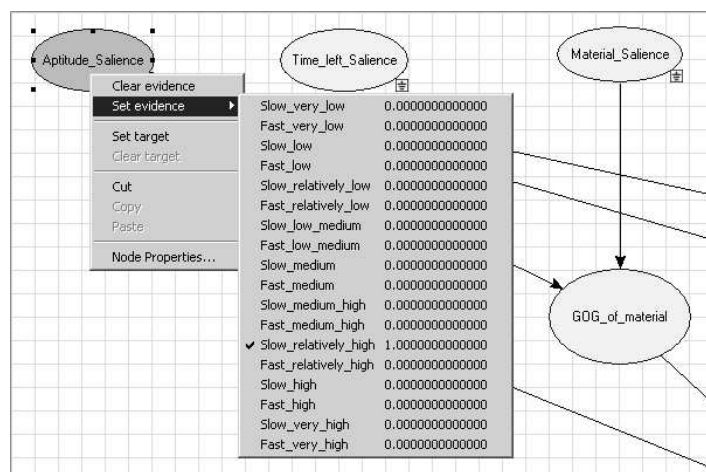 Aptitude_Salience
Time_left_Salience
Material_Salience
Clear evidence
Set evidence
Set target
Clear target
Cut
Copy
Paste
Node Properties...
Slow_very_low 0.0000000000000
Fast_very_low 0.0000000000000
Slow_low 0.0000000000000
Fast_low 0.0000000000000
Slow_relatively_low 0.0000000000000
Fast_relatively_low 0.0000000000000
Slow_low_medium 0.0000000000000
Fast_low_medium 0.0000000000000
Slow_medium 0.0000000000000
Fast_medium 0.0000000000000
Slow_medium_high 0.0000000000000
Fast_medium_high 0.0000000000000
Slow_relatively_high 1.0000000000000
Fast_relatively_high 0.0000000000000
Slow_high 0.0000000000000
Fast_high 0.0000000000000
Slow_very_high 0.0000000000000
Fast_very_high 0.0000000000000
GOG_of_material